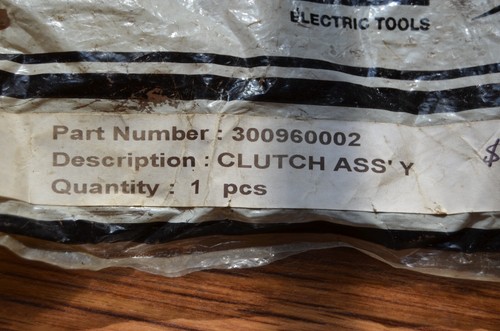 ELECTRIC TOOLS
Part Number : 300960002
Description : CLUTCH ASS'Y
Quantity : 1 pcs
$